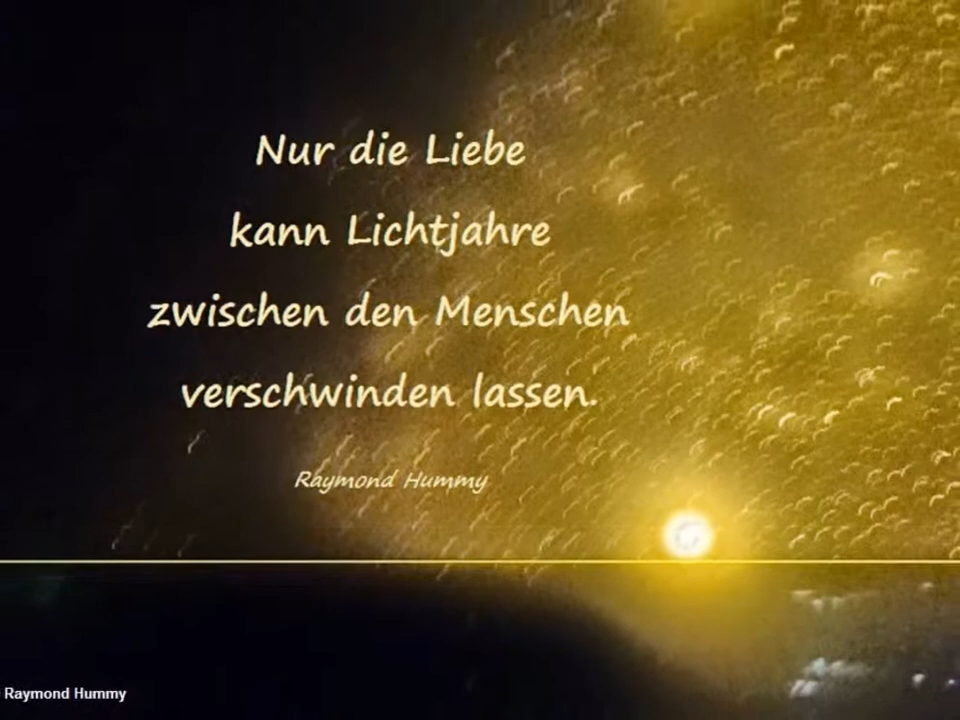 Nur die Liebe
kann Lichtjahre
zwischen den Menschen
verschwinden lassen.
Raymond Hummy
Raymond Hummy